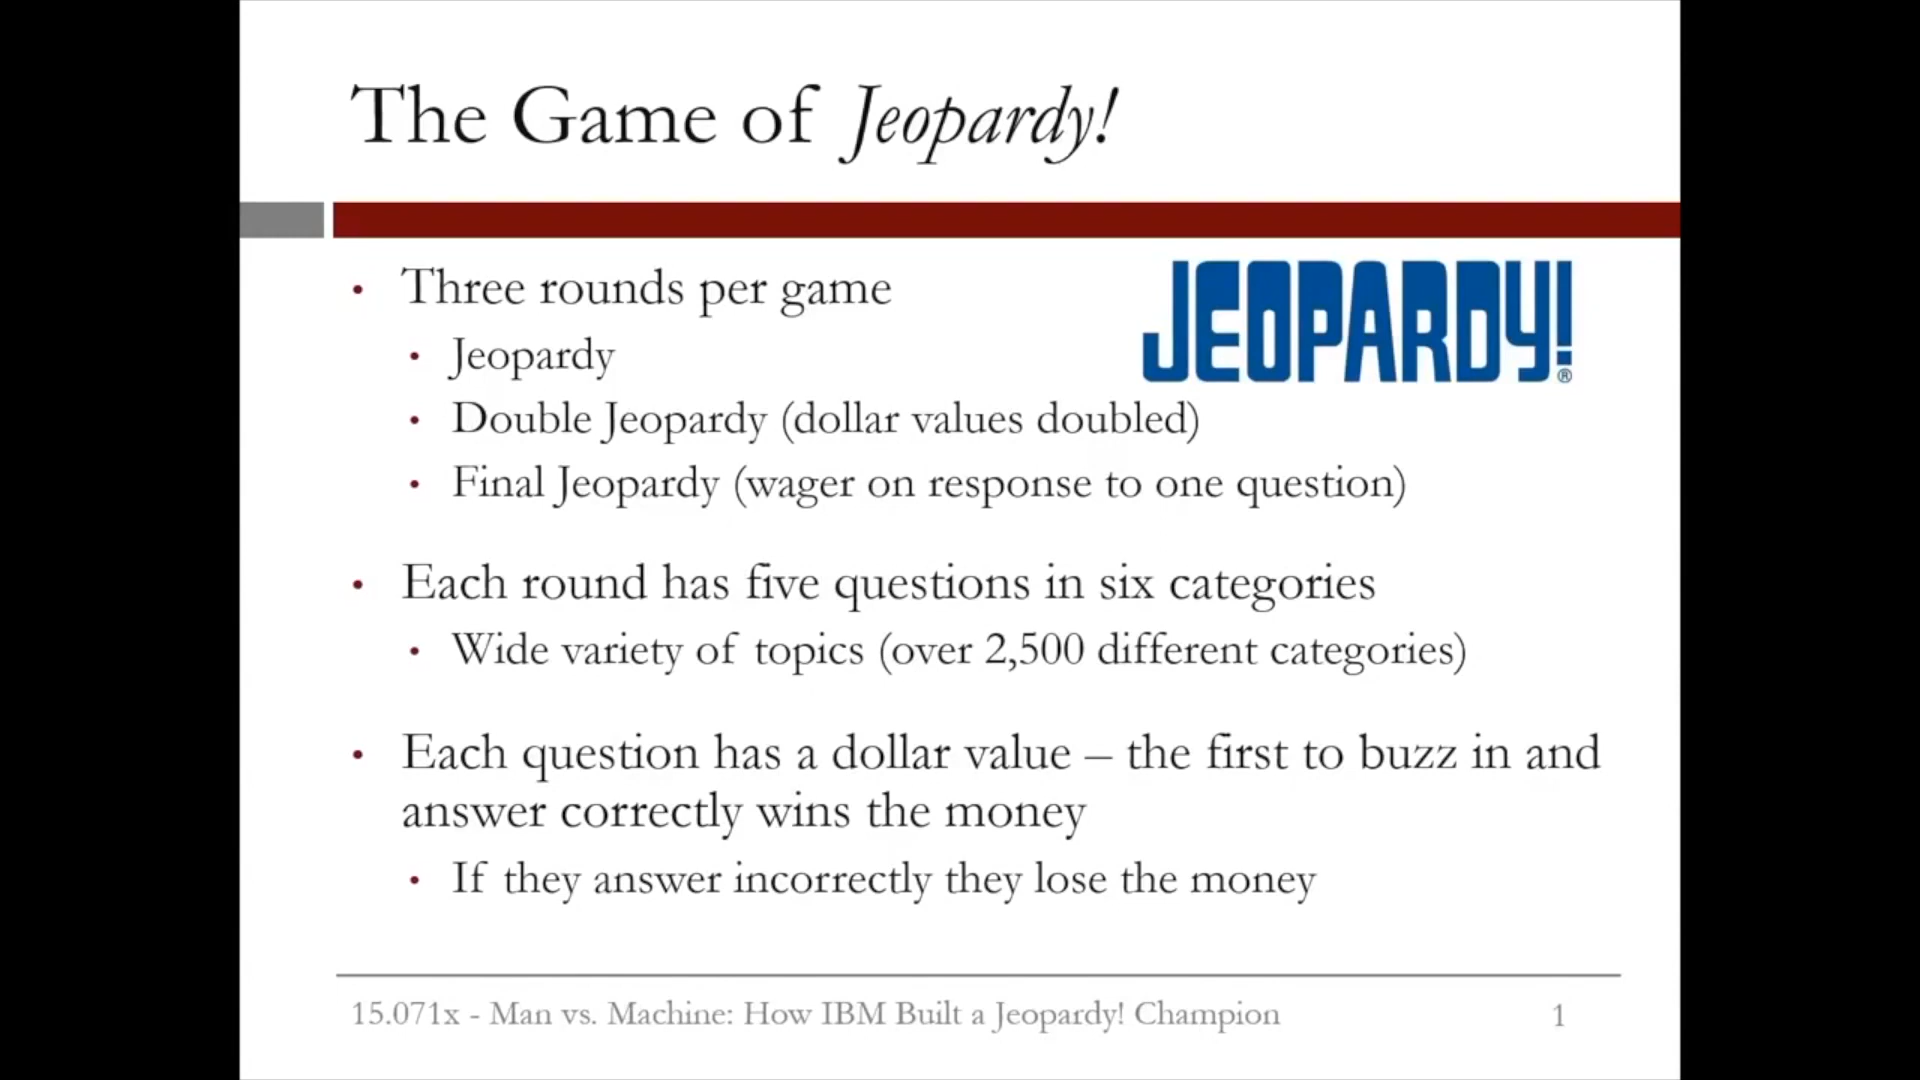 The Game of Jeopardy!
JEOPARDY!®
• Three rounds per game
• Jeopardy
• Double Jeopardy (dollar values doubled)
• Final Jeopardy (wager on response to one question)
• Each round has five questions in six categories
• Wide variety of topics (over 2,500 different categories)
• Each question has a dollar value – the first to buzz in and
answer correctly wins the money
• If they answer incorrectly they lose the money
15.071x - Man vs. Machine: How IBM Built a Jeopardy! Champion
1